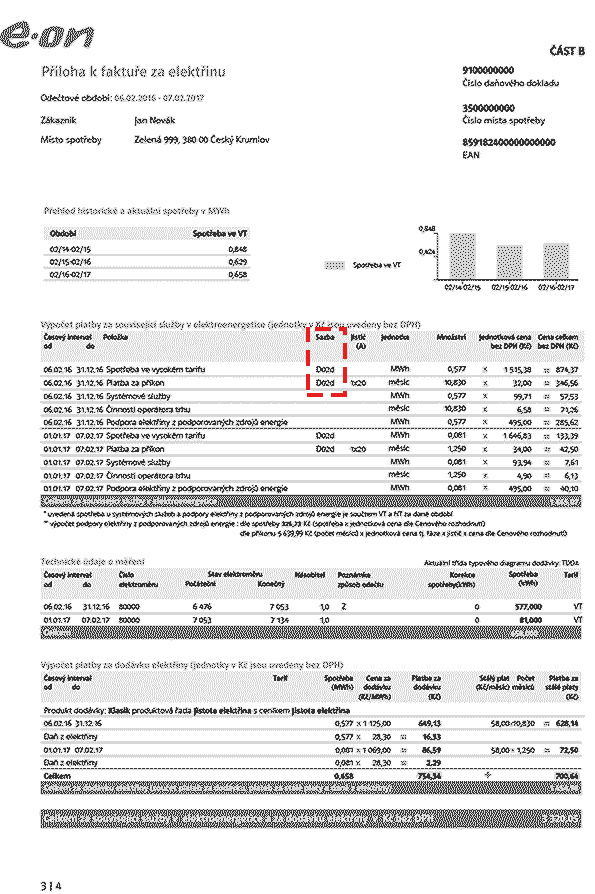 e·on
ČÁST B
Příloha k faktuře za elektřinu
9100000000
Číslo daňového dokladu
Odečtové období: 06.02.2016 - 07.02.2017
3500000000
Číslo místa spotřeby
Zákazník Jan Novák
Místo spotřeby Zelená 999, 380 00 Český Krumlov
859182400000000000
EAN
Přehled historické a aktuální spotřeby v MWh
Období Spotřeba ve VT
02/14-02/15 0,848
02/15-02/16 0,629
02/16-02/17 0,658
0,848
0,424
Spotřeba ve VT
02/14-02/15 02/15-02/16 02/16-02/17
Výpočet platby za související služby v elektroenergetice (jednotky v Kč jsou uvedeny bez DPH)
Časový interval Položka Sazba Jistič Jednotka Množství Jednotková cena Cena celkem
od do (A) bez DPH (Kč) bez DPH (Kč)
06.02.16 31.12.16 Spotřeba ve vysokém tarifu D02d MWh 0,577 x 1 515,38 = 874,37
06.02.16 31.12.16 Platba za příkon D02d 1x20 měsíc 10,830 x 32,00 = 346,56
06.02.16 31.12.16 Systémové služby MWh 0,577 x 99,71 = 57,53
06.02.16 31.12.16 Činnosti operátora trhu měsíc 10,830 x 6,58 = 71,26
06.02.16 31.12.16 Podpora elektřiny z podporovaných zdrojů energie MWh 0,577 x 495,00 = 285,62
01.01.17 07.02.17 Spotřeba ve vysokém tarifu D02d MWh 0,081 x 1 646,83 = 133,39
01.01.17 07.02.17 Platba za příkon D02d 1x20 měsíc 1,250 x 34,00 = 42,50
01.01.17 07.02.17 Systémové služby MWh 0,081 x 93,94 = 7,61
01.01.17 07.02.17 Činnosti operátora trhu měsíc 1,250 x 4,90 = 6,13
01.01.17 07.02.17 Podpora elektřiny z podporovaných zdrojů energie MWh 0,081 x 495,00 = 40,10
* uvedená spotřeba u systémových služeb a podpory elektřiny z podporovaných zdrojů energie je součtem VT a NT za dané období
** výpočet podpory elektřiny z podporovaných zdrojů energie : dle spotřeby Kč (spotřeba x jednotková cena dle Cenového rozhodnutí)
dle příkonu Kč (počet měsíců x jednotková cena tj. fáze x jistič x cena dle Cenového rozhodnutí)
Technické údaje o měření Aktuální třída typového diagramu dodávky: TDD4
Časový interval Číslo Stav elektroměru Násobitel Poznámka Korekce Spotřeba Tarif
od do elektroměru Počáteční Konečný způsob odečtu spotřeby(kWh) (kWh)
06.02.16 31.12.16 80000 6 476 7 053 1,0 Z 0 577,000 VT
01.01.17 07.02.17 80000 7 053 7 134 1,0 0 81,000 VT
Celkem
Výpočet platby za dodávku elektřiny (jednotky v Kč jsou uvedeny bez DPH)
Časový interval Tarif Spotřeba Cena za Platba za Stálý plat Počet Platba za
od do (MWh) dodávku dodávku (Kč/měsíc) měsíců stálé platy
(Kč/MWh) (Kč) (Kč)
Produkt dodávky: Klasik produktová řada Jistota elektřina s ceníkem Jistota elektřina
06.02.16 31.12.16 0,577 x 1 125,00 649,13 58,00 x 10,830 = 628,14
Daň z elektřiny 0,577 x 28,30 = 16,33
01.01.17 07.02.17 0,081 x 1 069,00 = 86,59 58,00 x 1,250 = 72,50
Daň z elektřiny 0,081 x 28,30 = 2,29
Celkem 0,658 754,34 + 700,64
Celkem za související služby v elektroenergetice a za dodávku elektřiny v Kč bez DPH 3 320,05
3 | 4